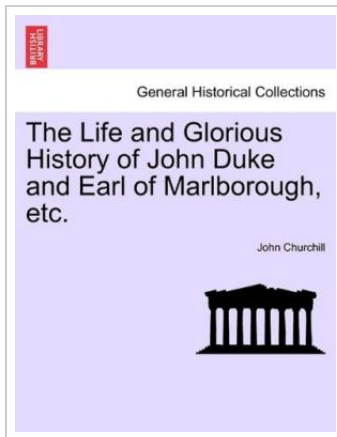 BRITISH
LIBRARY
General Historical Collections
The Life and Glorious
History of John Duke
and Earl of Marlborough,
etc.
John Churchill